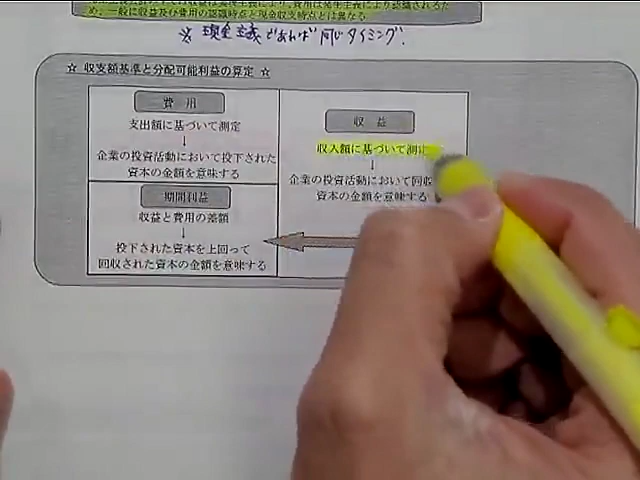 め、一般に収益及び費用の認識時点と現金収支時点とは異なる
※ 現金主義であれば同じタイミング.
☆ 収支額基準と分配可能利益の算定 ☆
費 用
支出額に基づいて測定
↓
企業の投資活動において投下された
資本の金額を意味する
収 益
収入額に基づいて測定
↓
企業の投資活動において回収
資本の金額を意味する
期間利益
収益と費用の差額
↓
投下された資本を上回って
回収された資本の金額を意味する